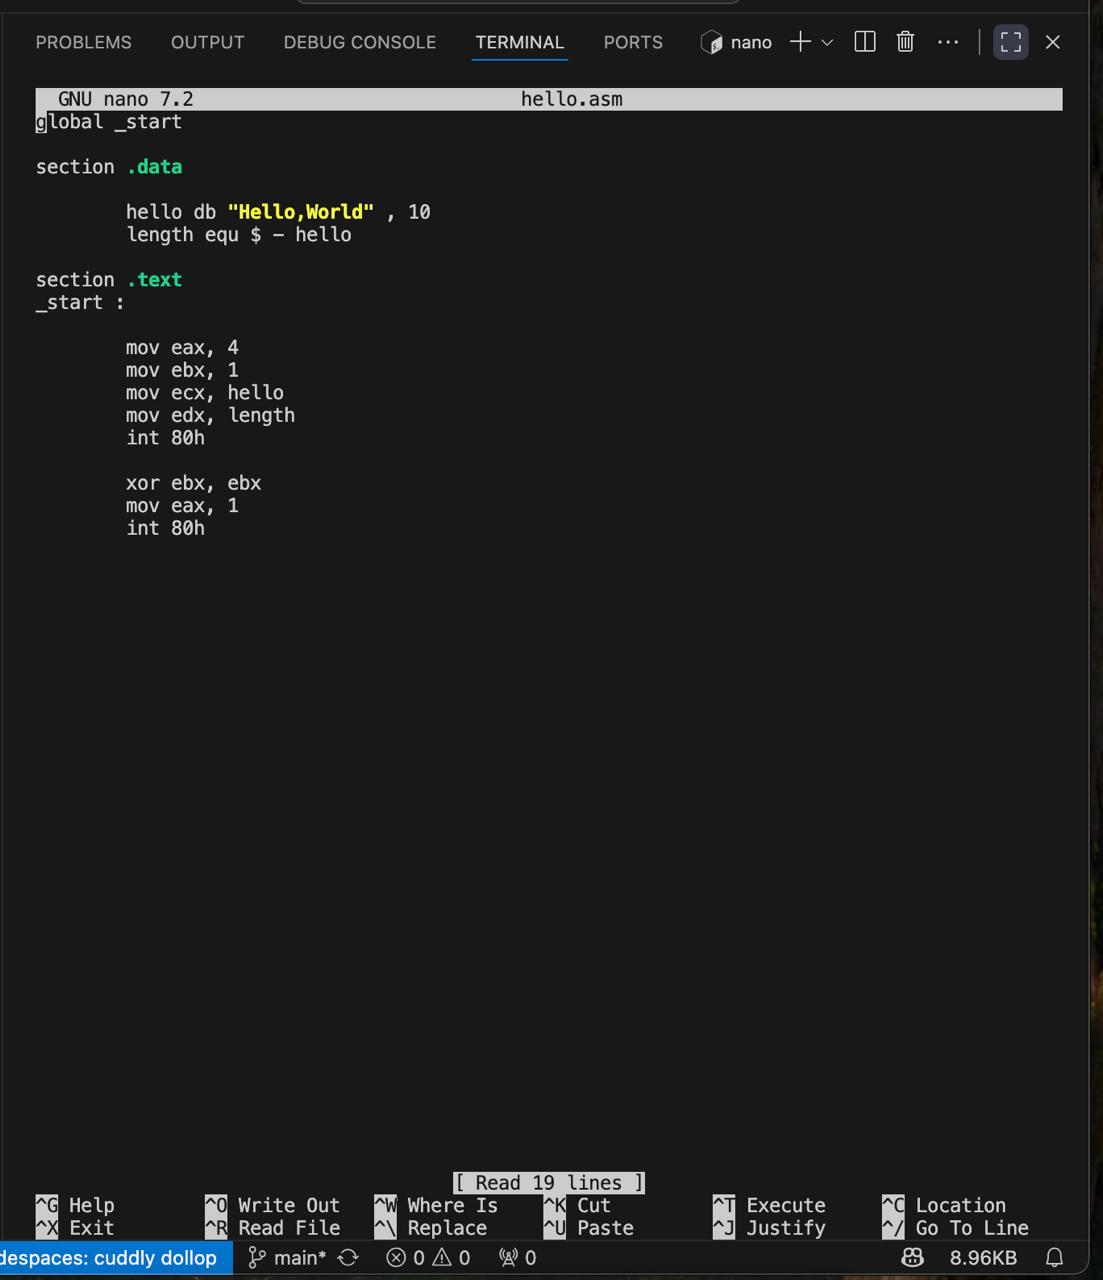 PROBLEMS OUTPUT DEBUG CONSOLE TERMINAL PORTS nano
GNU nano 7.2 hello.asm
global _start
section .data
hello db "Hello,World" , 10
length equ $ - hello
section .text
_start :
mov eax, 4
mov ebx, 1
mov ecx, hello
mov edx, length
int 80h
xor ebx, ebx
mov eax, 1
int 80h
[ Read 19 lines ]
^G Help ^O Write Out ^W Where Is ^K Cut ^T Execute ^C Location
^X Exit ^R Read File ^\ Replace ^U Paste ^J Justify ^/ Go To Line
despaces: cuddly dollop main* 0 0 0 8.96KB